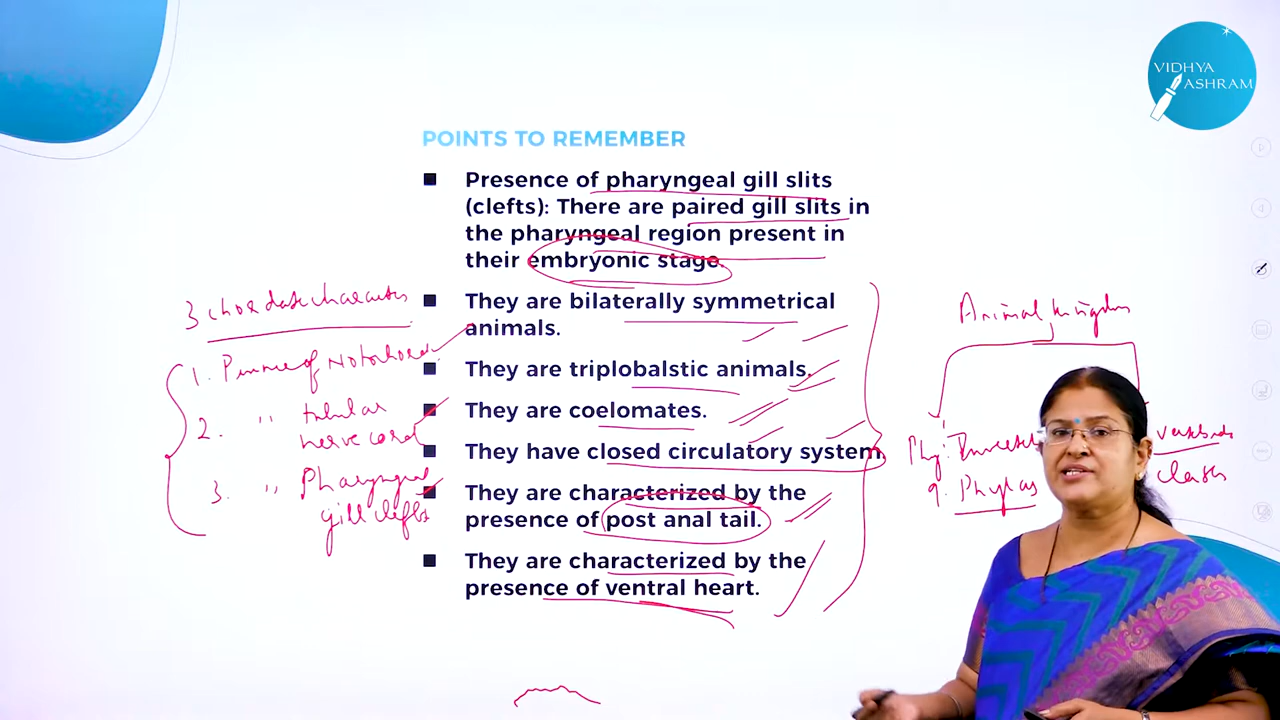 VIDHYA
ASHRAM
POINTS TO REMEMBER
Presence of pharyngeal gill slits
(clefts): There are paired gill slits in
the pharyngeal region present in
their embryonic stage.
They are bilaterally symmetrical
animals.
They are triplobalstic animals.
They are coelomates.
They have closed circulatory system.
They are characterized by the
presence of post anal tail.
They are characterized by the
presence of ventral heart.
3 chordate characters
1. of Notochord
2. " tubular
nerve cord
3. " Pharyngeal
gill clefts
Animal kingdom
Phy:
9. Phylas